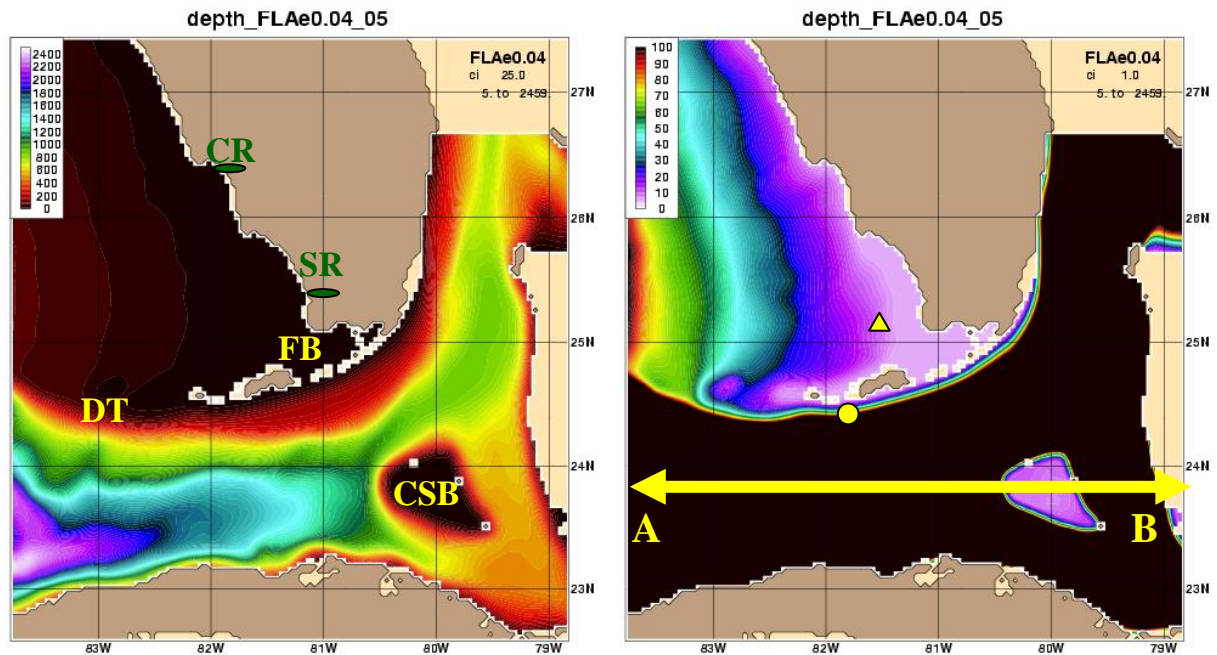 depth_FLAe0.04_05
2400
2200
2000
1800
1600
1400
1200
1000
800
600
400
200
0
FLAe0.04
ci 25.0
5. to 2459.
CR
SR
FB
DT
CSB
27N
26N
25N
24N
23N
83W 82W 81W 80W 79W
depth_FLAe0.04_05
100
90
80
70
60
50
40
30
20
10
0
FLAe0.04
ci 1.0
5. to 2459.
A B
27N
26N
25N
24N
23N
83W 82W 81W 80W 79W